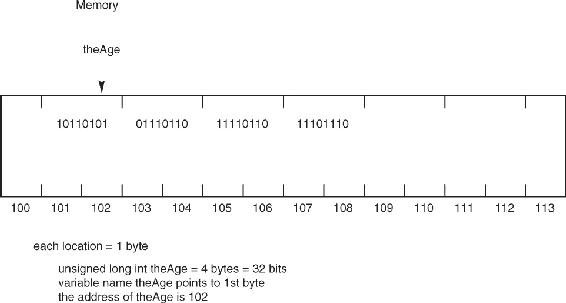 Memory
theAge
10110101 01110110 11110110 11101110
100 101 102 103 104 105 106 107 108 109 110 111 112 113
each location = 1 byte
unsigned long int theAge = 4 bytes = 32 bits
variable name theAge points to 1st byte
the address of theAge is 102